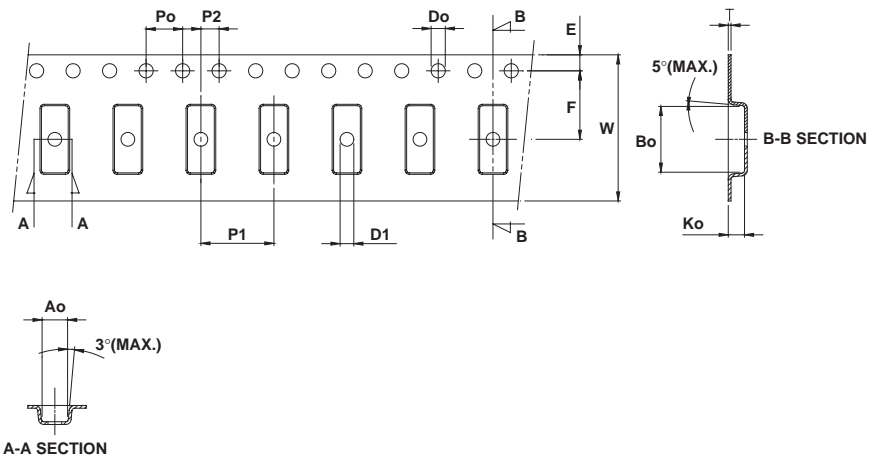 Po
P2
Do
B
E
T
5°(MAX.)
F
W
Bo
B-B SECTION
A
A
P1
D1
B
Ko
Ao
3°(MAX.)
A-A SECTION